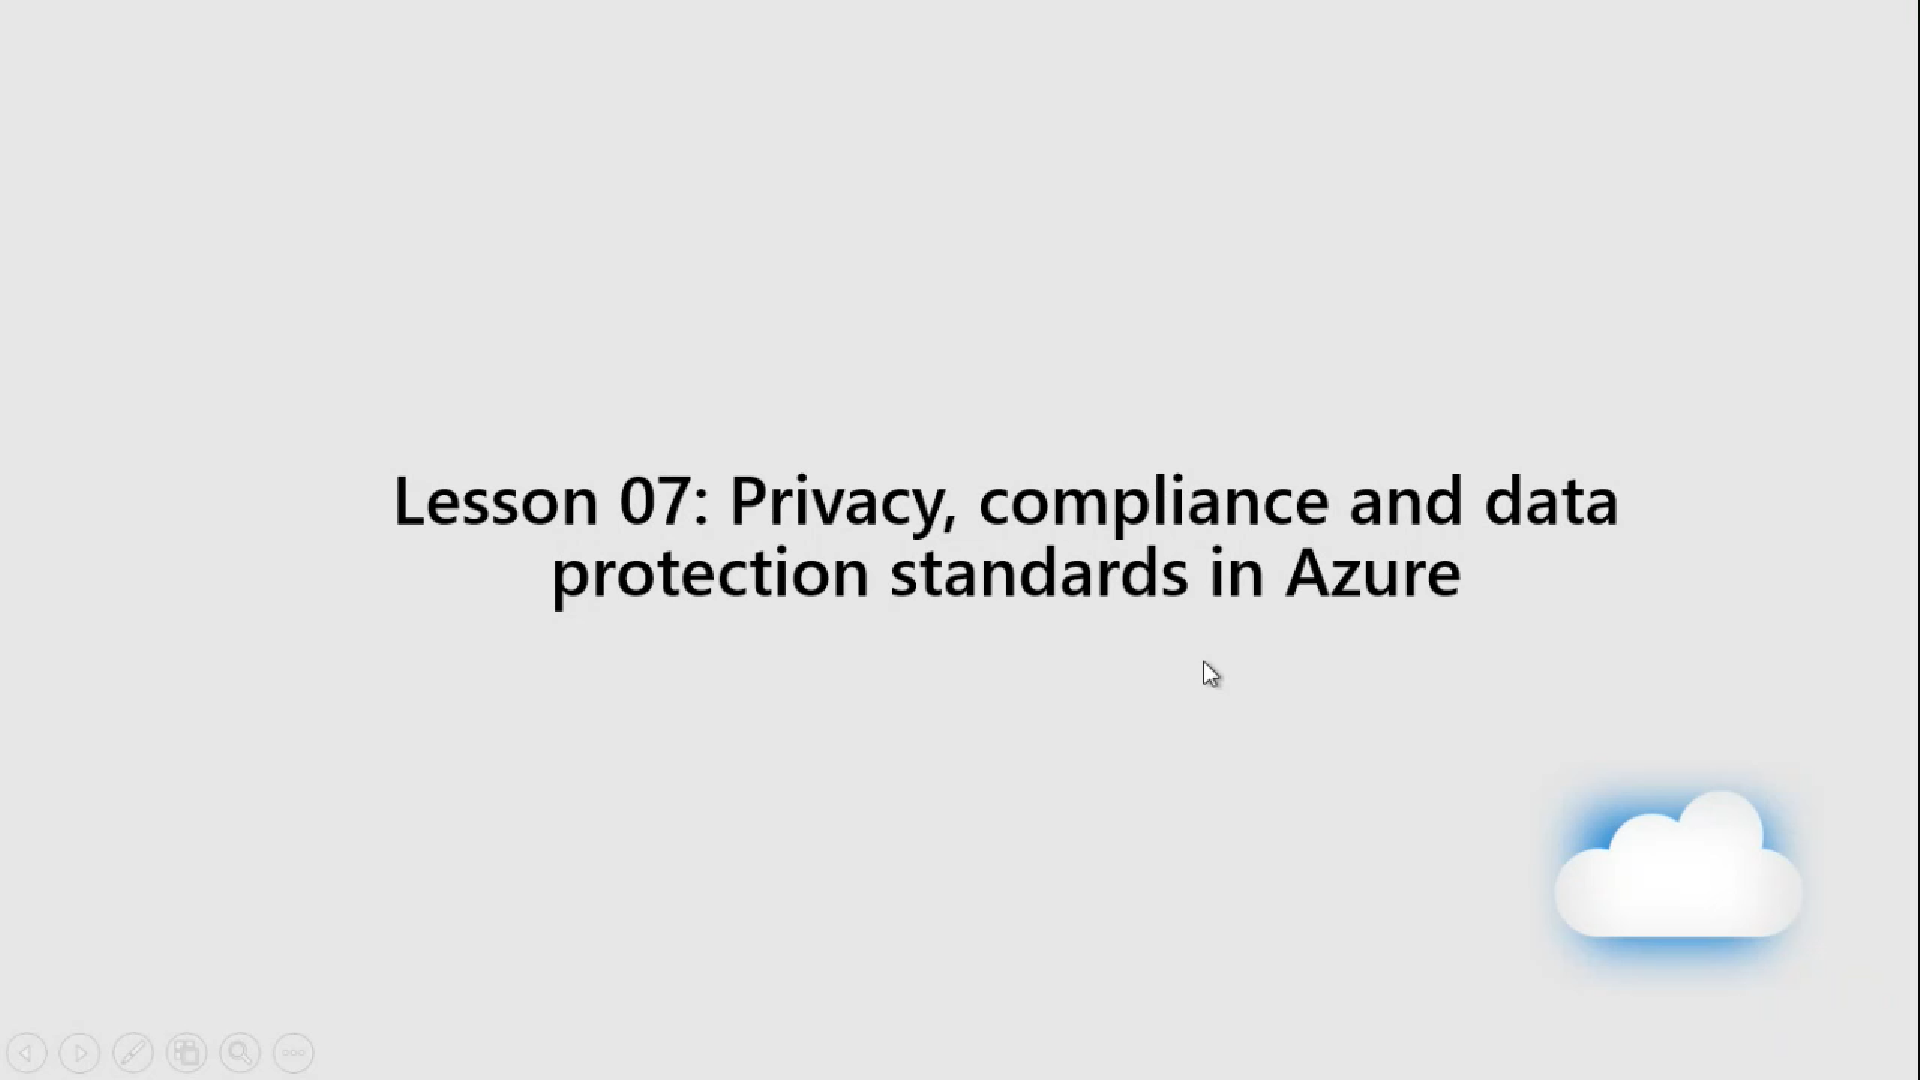 Lesson 07: Privacy, compliance and data
protection standards in Azure